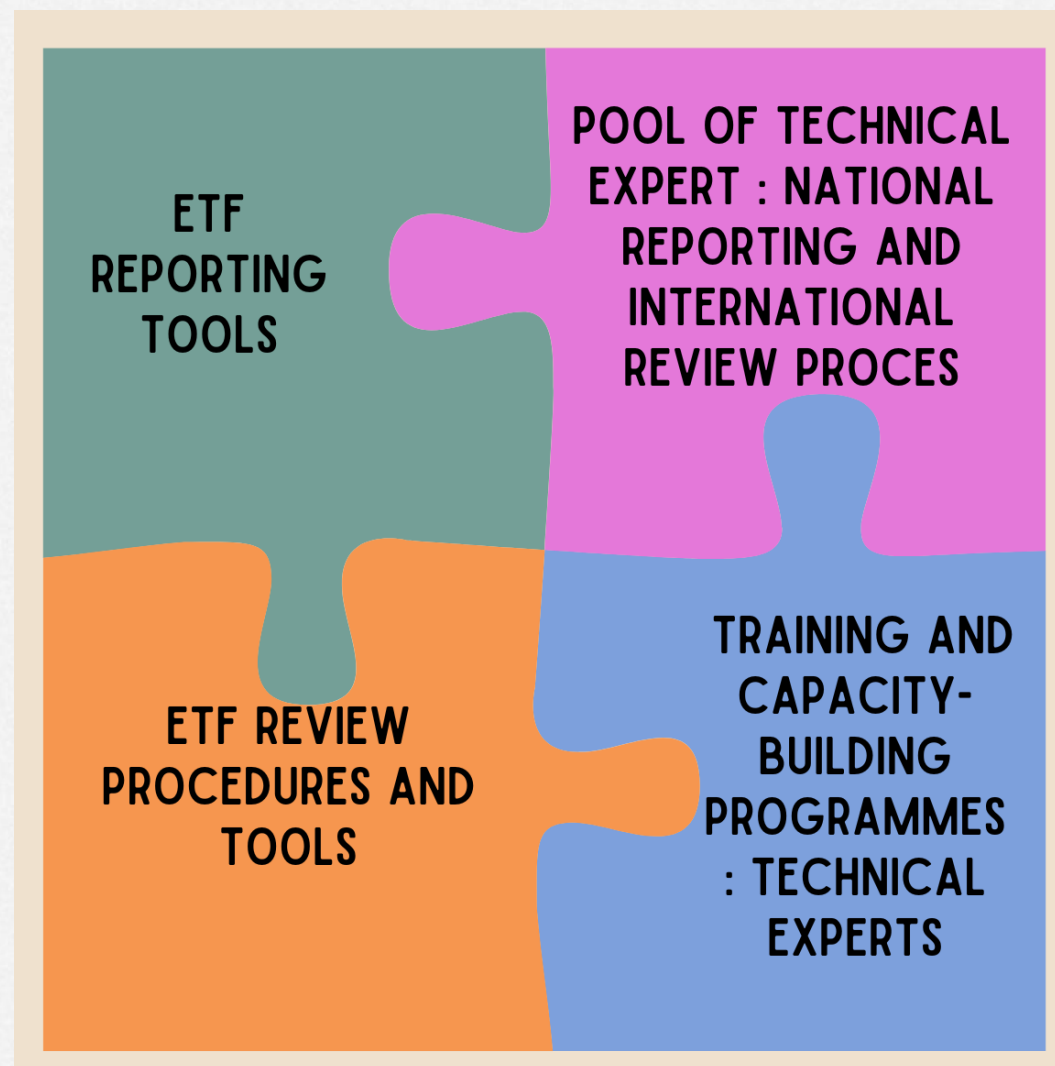 ETF
REPORTING
TOOLS
POOL OF TECHNICAL
EXPERT : NATIONAL
REPORTING AND
INTERNATIONAL
REVIEW PROCES
ETF REVIEW
PROCEDURES AND
TOOLS
TRAINING AND
CAPACITY-
BUILDING
PROGRAMMES
: TECHNICAL
EXPERTS